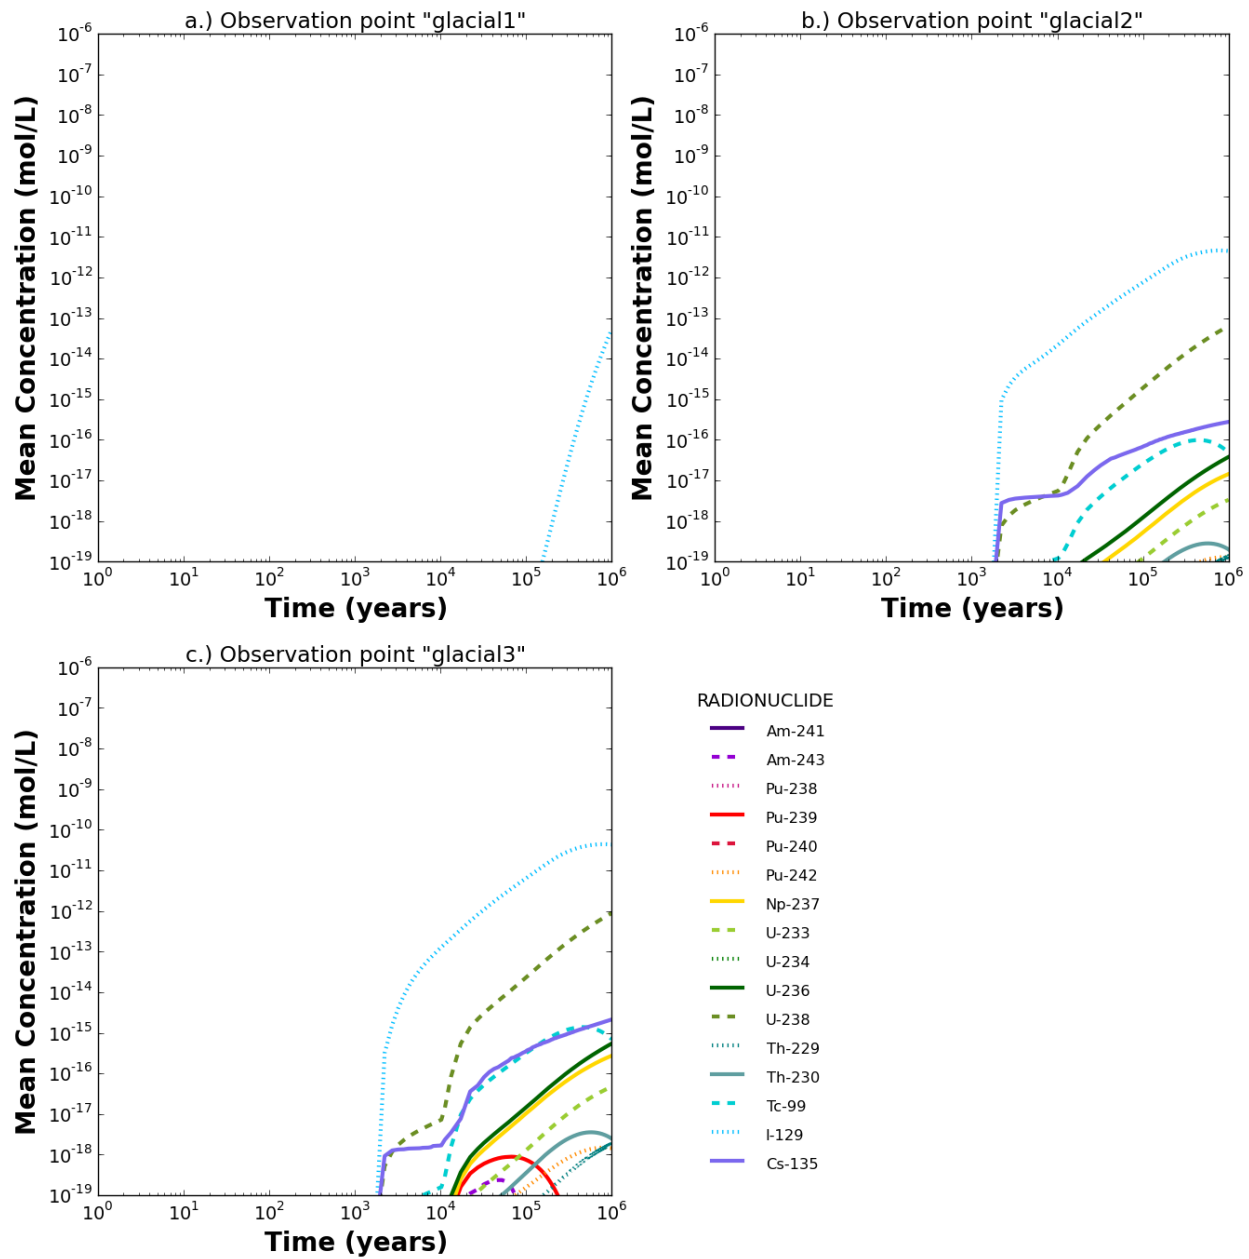 a.) Observation point "glacial1"
Mean Concentration (mol/L)
10^-6
10^-7
10^-8
10^-9
10^-10
10^-11
10^-12
10^-13
10^-14
10^-15
10^-16
10^-17
10^-18
10^-19
10^0 10^1 10^2 10^3 10^4 10^5 10^6
Time (years)
b.) Observation point "glacial2"
Mean Concentration (mol/L)
10^-6
10^-7
10^-8
10^-9
10^-10
10^-11
10^-12
10^-13
10^-14
10^-15
10^-16
10^-17
10^-18
10^-19
10^0 10^1 10^2 10^3 10^4 10^5 10^6
Time (years)
c.) Observation point "glacial3"
Mean Concentration (mol/L)
10^-6
10^-7
10^-8
10^-9
10^-10
10^-11
10^-12
10^-13
10^-14
10^-15
10^-16
10^-17
10^-18
10^-19
10^0 10^1 10^2 10^3 10^4 10^5 10^6
Time (years)
RADIONUCLIDE
Am-241
Am-243
Pu-238
Pu-239
Pu-240
Pu-242
Np-237
U-233
U-234
U-236
U-238
Th-229
Th-230
Tc-99
I-129
Cs-135